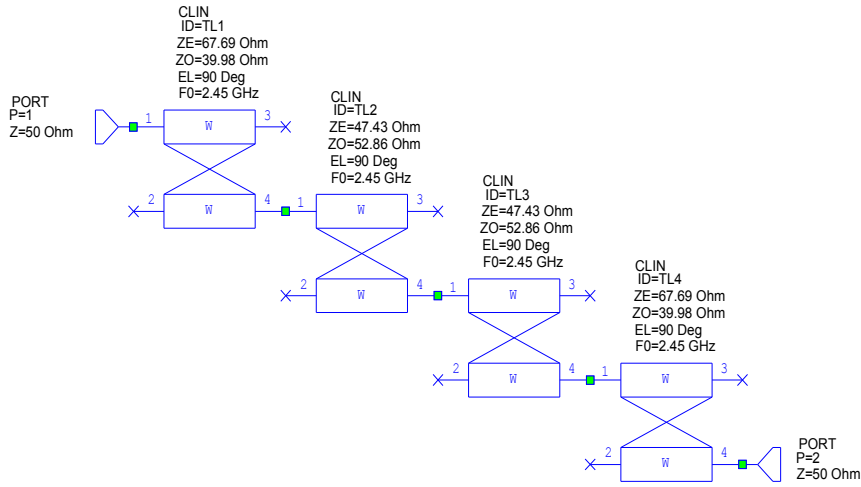 CLIN
ID=TL1
ZE=67.69 Ohm
ZO=39.98 Ohm
EL=90 Deg
F0=2.45 GHz
PORT
P=1
Z=50 Ohm
1
W
3
2
W
4
CLIN
ID=TL2
ZE=47.43 Ohm
ZO=52.86 Ohm
EL=90 Deg
F0=2.45 GHz
1
W
3
2
W
4
CLIN
ID=TL3
ZE=47.43 Ohm
ZO=52.86 Ohm
EL=90 Deg
F0=2.45 GHz
1
W
3
2
W
4
CLIN
ID=TL4
ZE=67.69 Ohm
ZO=39.98 Ohm
EL=90 Deg
F0=2.45 GHz
1
W
3
2
W
4
PORT
P=2
Z=50 Ohm